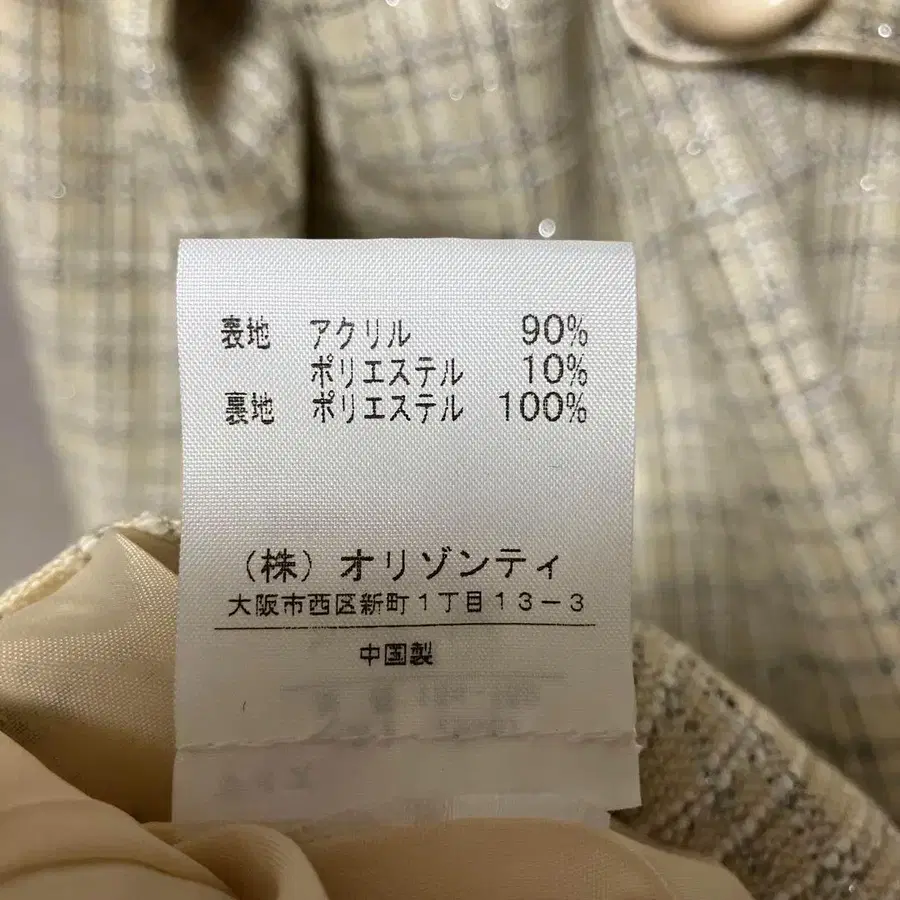 表地 アクリル 90%
ポリエステル 10%
裏地 ポリエステル 100%
(株)オリゾンティ
大阪市西区新町1丁目13-3
中国製